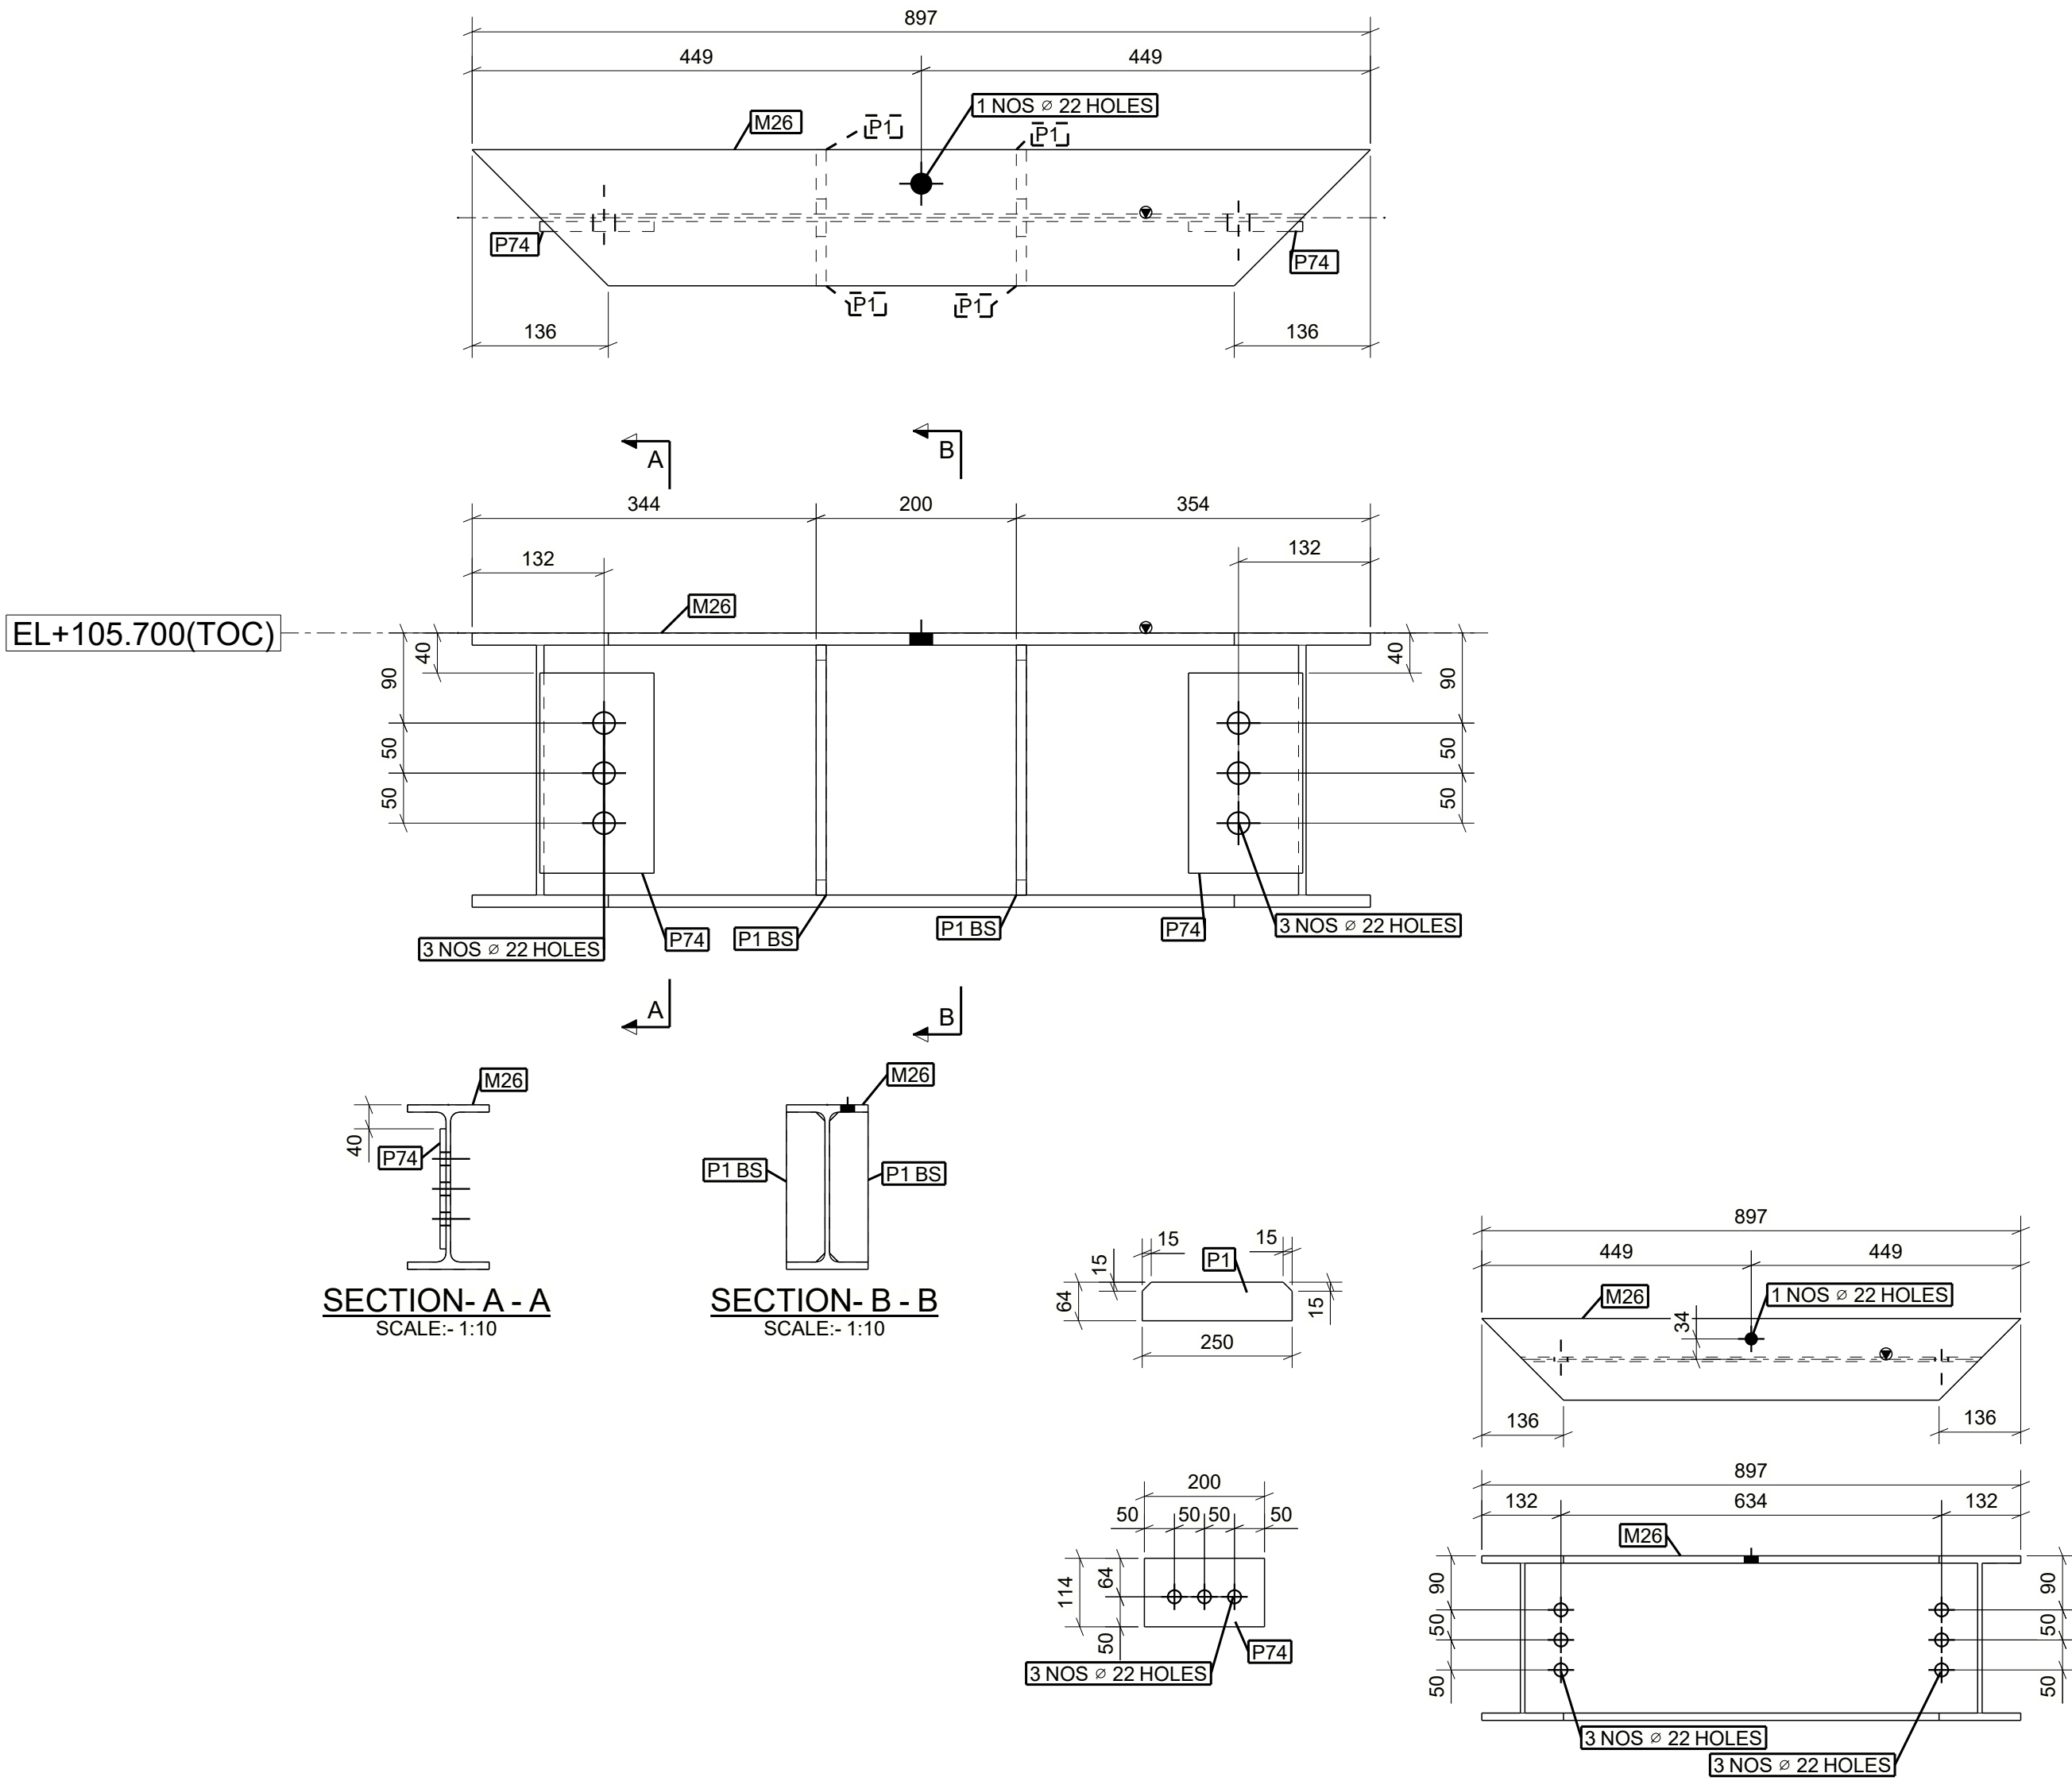 897
449
449
1 NOS ⌀ 22 HOLES
M26
P1
P1
P74
P74
P1
P1
136
136
A
B
344
200
354
132
132
M26
EL+105.700(TOC)
40
40
90
90
50
50
50
50
3 NOS ⌀ 22 HOLES
P74
P1 BS
P1 BS
P74
3 NOS ⌀ 22 HOLES
A
B
M26
40
P74
SECTION- A - A
SCALE:- 1:10
M26
P1 BS
P1 BS
SECTION- B - B
SCALE:- 1:10
15
15
P1
15
64
15
250
200
50
50
50
50
114
64
50
P74
3 NOS ⌀ 22 HOLES
897
449
449
M26
1 NOS ⌀ 22 HOLES
34
136
136
897
132
634
132
M26
90
90
50
50
50
50
3 NOS ⌀ 22 HOLES
3 NOS ⌀ 22 HOLES